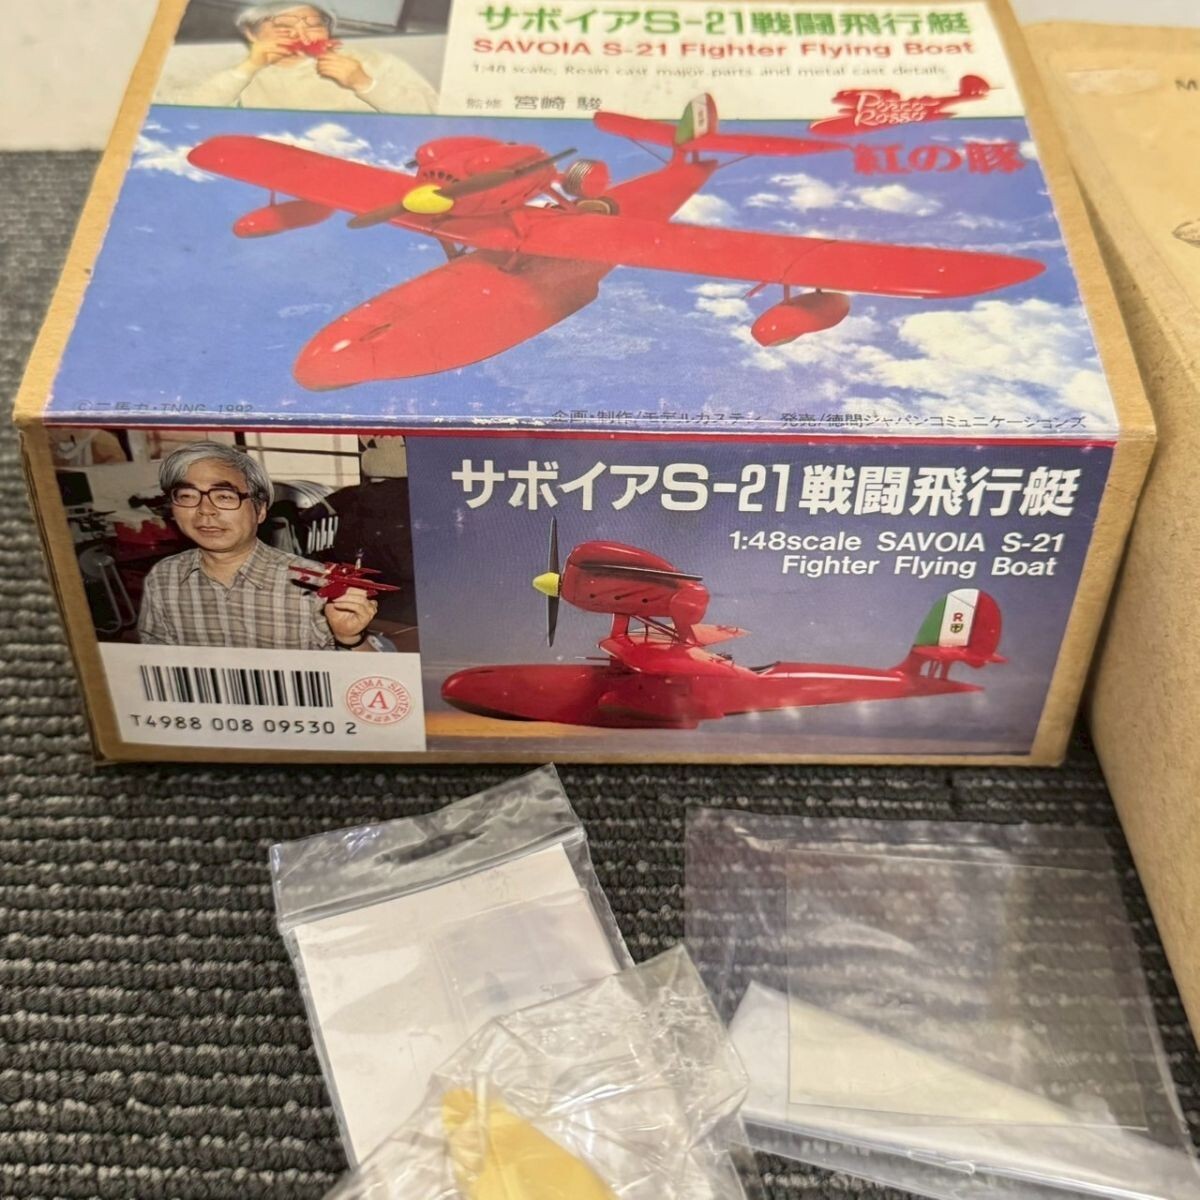 サボイアS-21戦闘飛行艇
SAVOIA S-21 Fighter Flying Boat
1:48 scale, Resin cast major parts and metal cast details
監修 宮崎 駿
Porco Rosso
紅の豚
R
©二馬力・TNNG 1992
企画・制作/モデルカステン 発売/徳間ジャパンコミュニケーションズ
サボイアS-21戦闘飛行艇
1:48scale SAVOIA S-21
Fighter Flying Boat
R
TOKUMA SHOTEN
A
T4988 008 09530 2
M